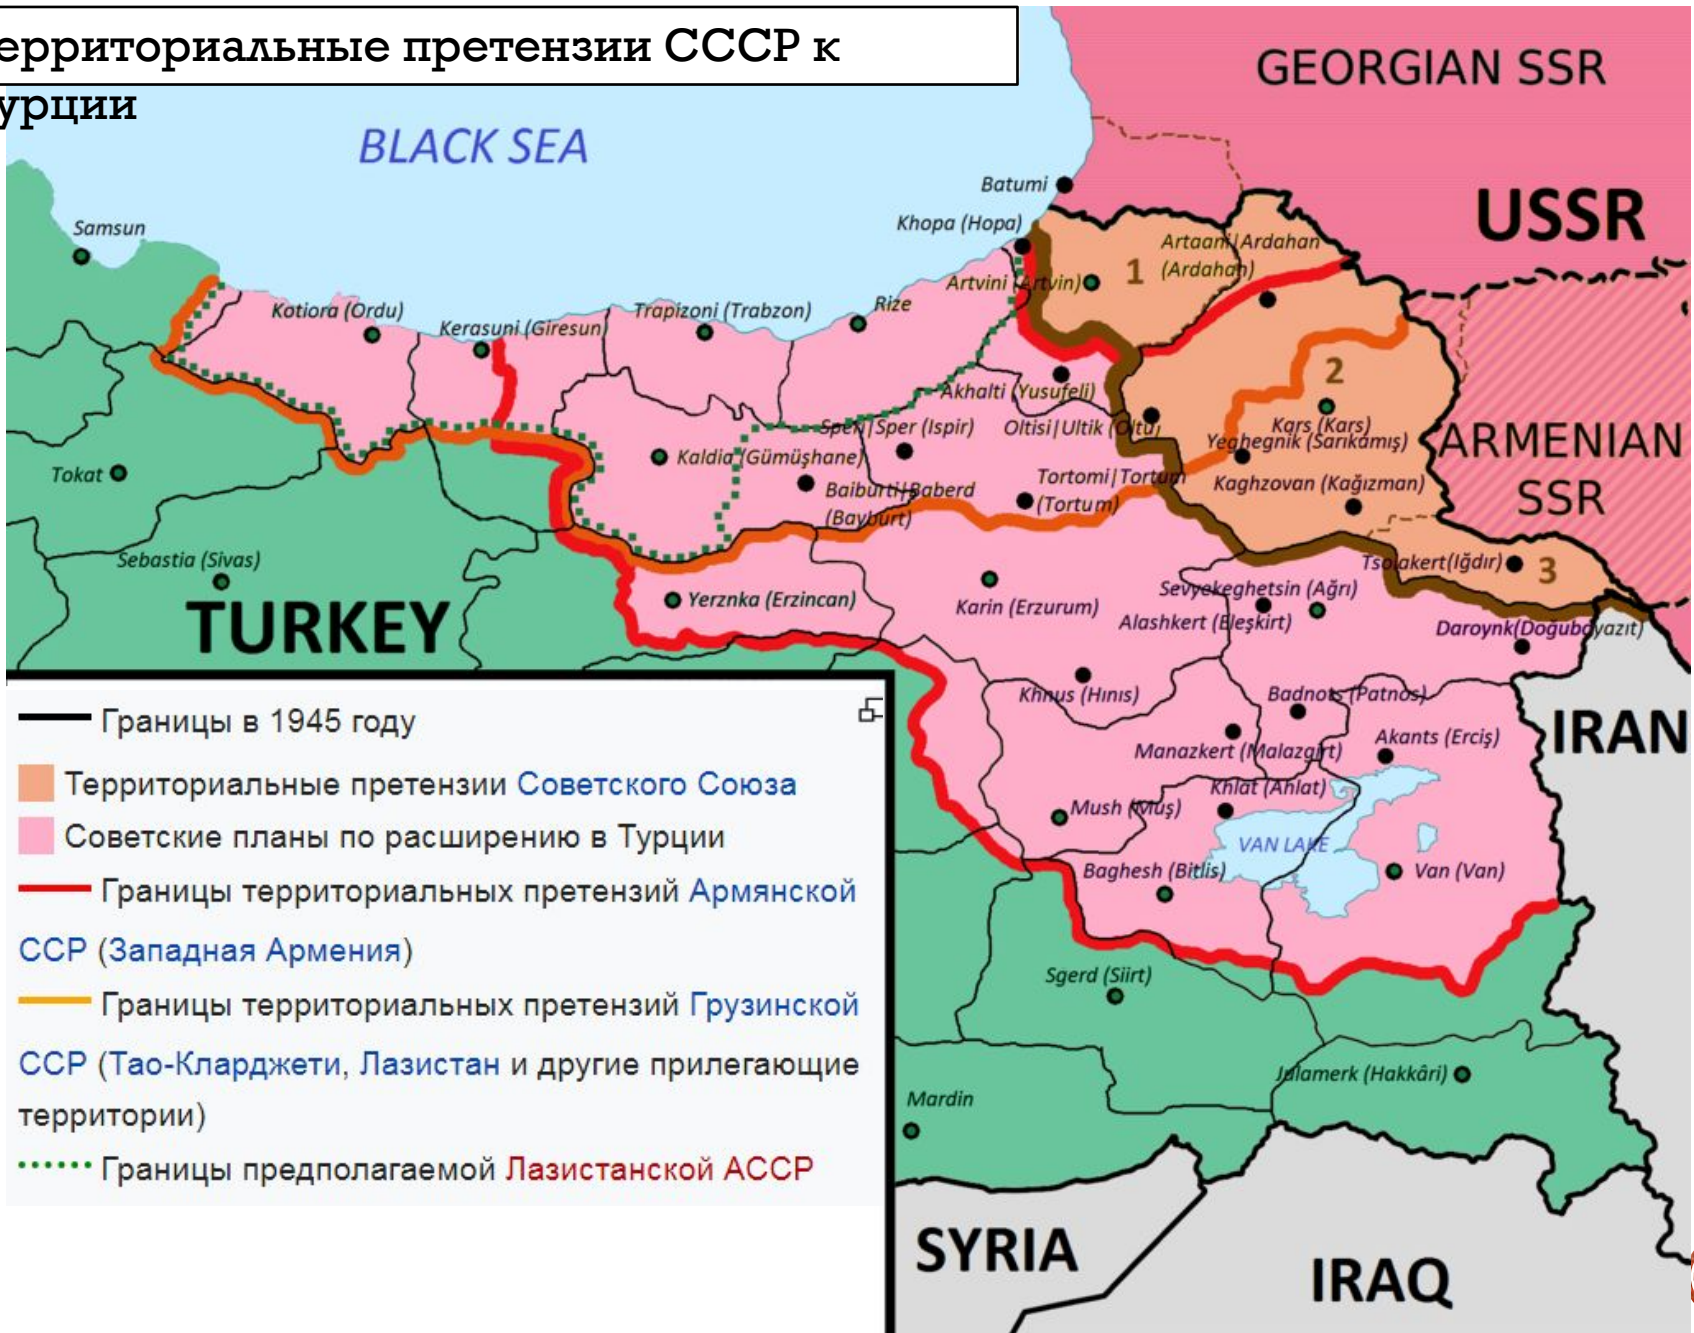 ерриториальные претензии СССР к
урции
GEORGIAN SSR
BLACK SEA
Batumi
USSR
Khopa (Hopa)
Samsun
Artaani|Ardahan
(Ardahan)
1
Artvini (Artvin)
Kotiora (Ordu)
Kerasuni (Giresun)
Trapizoni (Trabzon)
Rize
2
Akhalti (Yusufeli)
Kars (Kars)
Speri|Sper (Ispir)
Oltisi|Ultik (Oltu)
Yeghegnik (Sarıkamış)
ARMENIAN
SSR
Kaldia (Gümüşhane)
Tokat
Tortomi|Tortum
(Tortum)
Kaghzovan (Kağızman)
Baiburti|Baberd
(Bayburt)
Sebastia (Sivas)
Tsolakert(Iğdır)
3
TURKEY
Yerznka (Erzincan)
Karin (Erzurum)
Sevyekeghetsin (Ağrı)
Alashkert (Eleşkirt)
Daroynk(Doğubayazıt)
Khnus (Hınıs)
Badnots (Patnos)
IRAN
Manazkert (Malazgirt)
Akants (Erciş)
Khlat (Ahlat)
Mush (Muş)
VAN LAKE
Baghesh (Bitlis)
Van (Van)
Sgerd (Siirt)
Julamerk (Hakkâri)
Mardin
SYRIA
IRAQ
Границы в 1945 году
Территориальные претензии Советского Союза
Советские планы по расширению в Турции
Границы территориальных претензий Армянской
ССР (Западная Армения)
Границы территориальных претензий Грузинской
ССР (Тао-Кларджети, Лазистан и другие прилегающие
территории)
Границы предполагаемой Лазистанской АССР